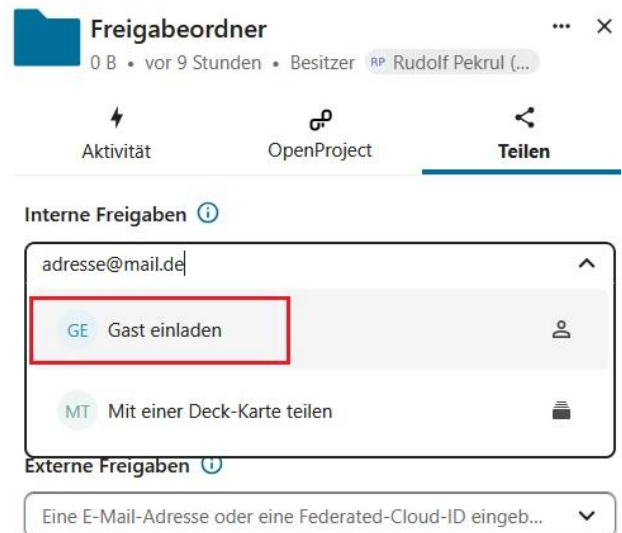 Freigabeordner
0 B • vor 9 Stunden • Besitzer RP Rudolf Pekrul (...
Aktivität OpenProject Teilen
Interne Freigaben
adresse@mail.de
GE Gast einladen
MT Mit einer Deck-Karte teilen
Externe Freigaben
Eine E-Mail-Adresse oder eine Federated-Cloud-ID eingeb...